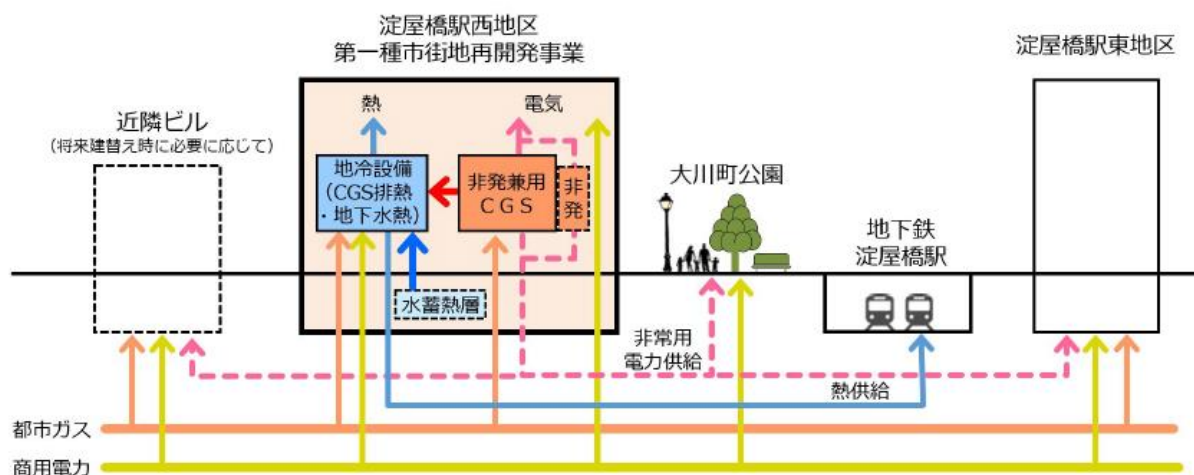 淀屋橋駅西地区
第一種市街地再開発事業
淀屋橋駅東地区
近隣ビル
(将来建替え時に必要に応じて)
熱
電気
地冷設備
(CGS排熱
・地下水熱)
非発兼用
CGS
非
発
水蓄熱層
大川町公園
地下鉄
淀屋橋駅
非常用
電力供給
熱供給
都市ガス
商用電力